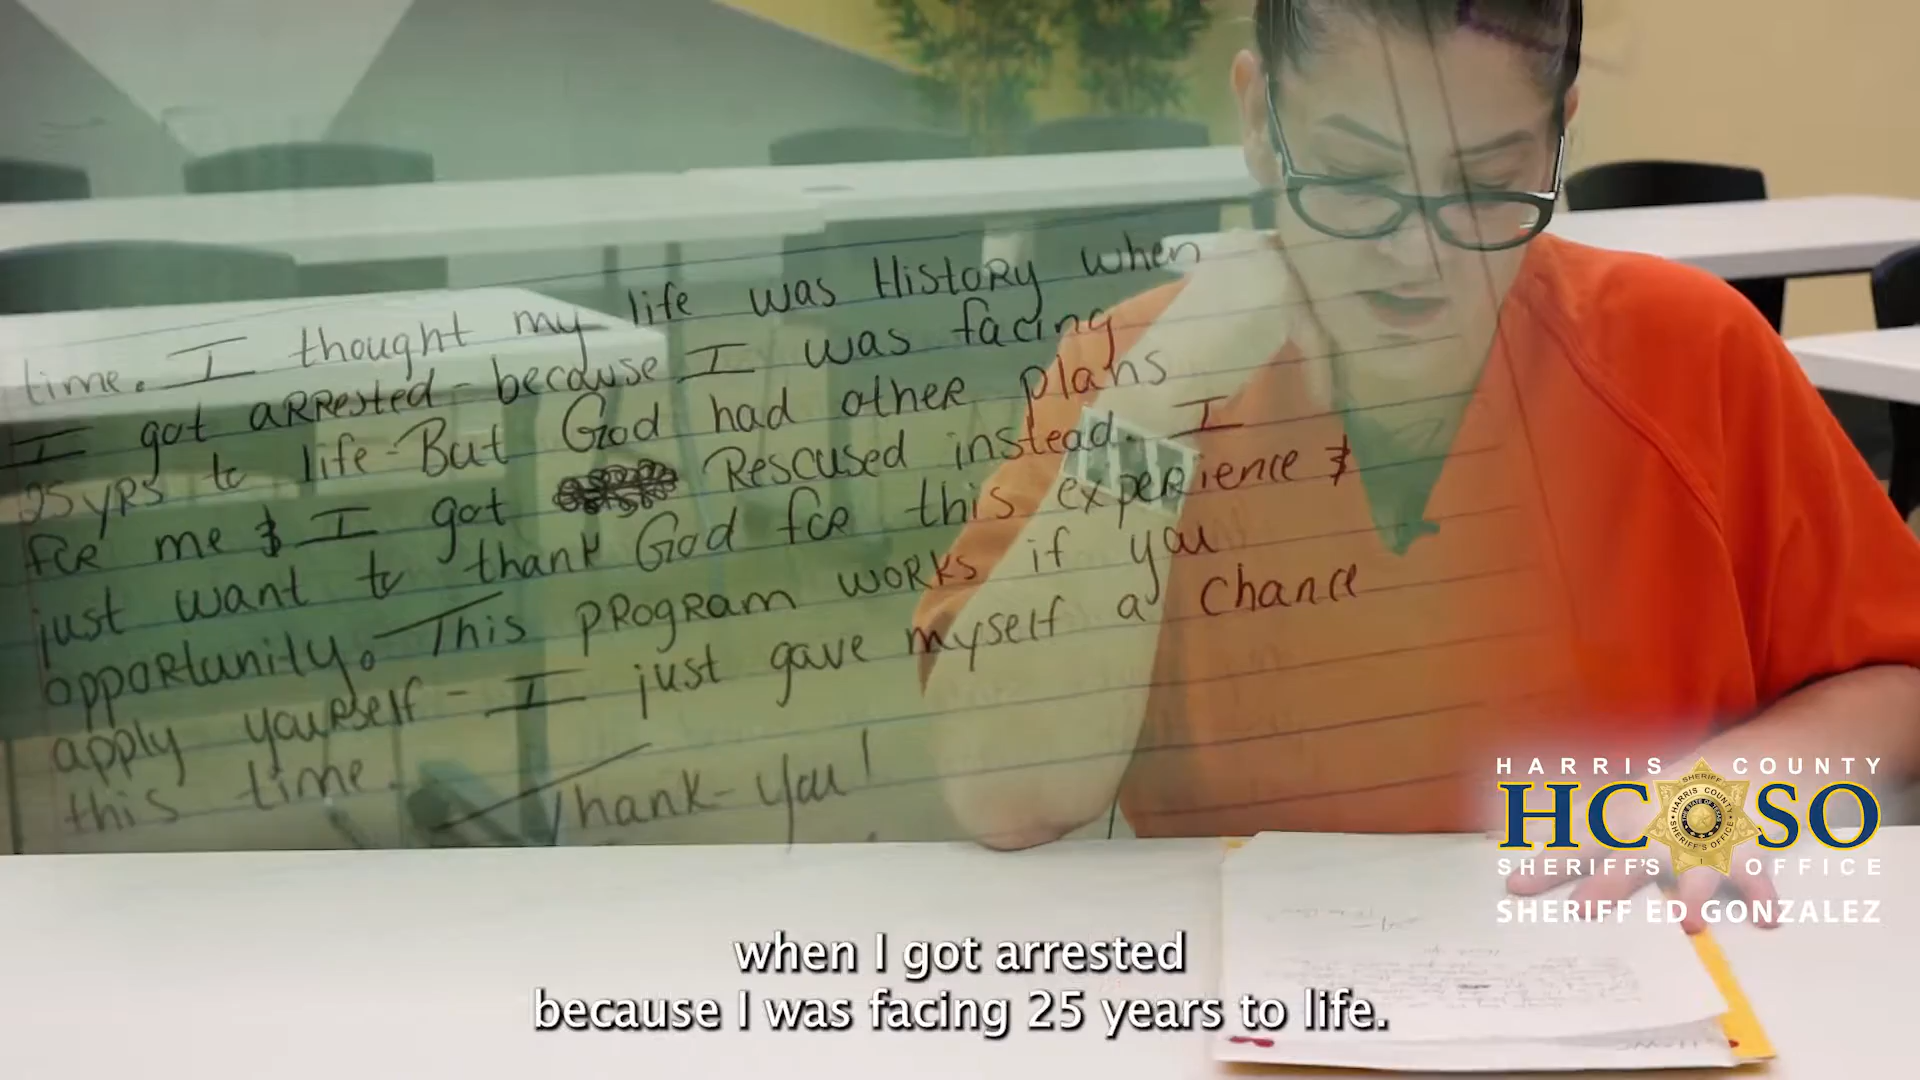 time. I thought my life was History when
I got aRRested - because I was facing
25 yRs to life - But God had other plans
for me & I got Rescused instead. I
just want to thank God for this experience &
opportunity. This program works if you
apply yourself - I just gave myself a chance
this time.
Thank-you!
HARRIS COUNTY
HCSO
SHERIFF'S OFFICE
SHERIFF ED GONZALEZ
when I got arrested
because I was facing 25 years to life.